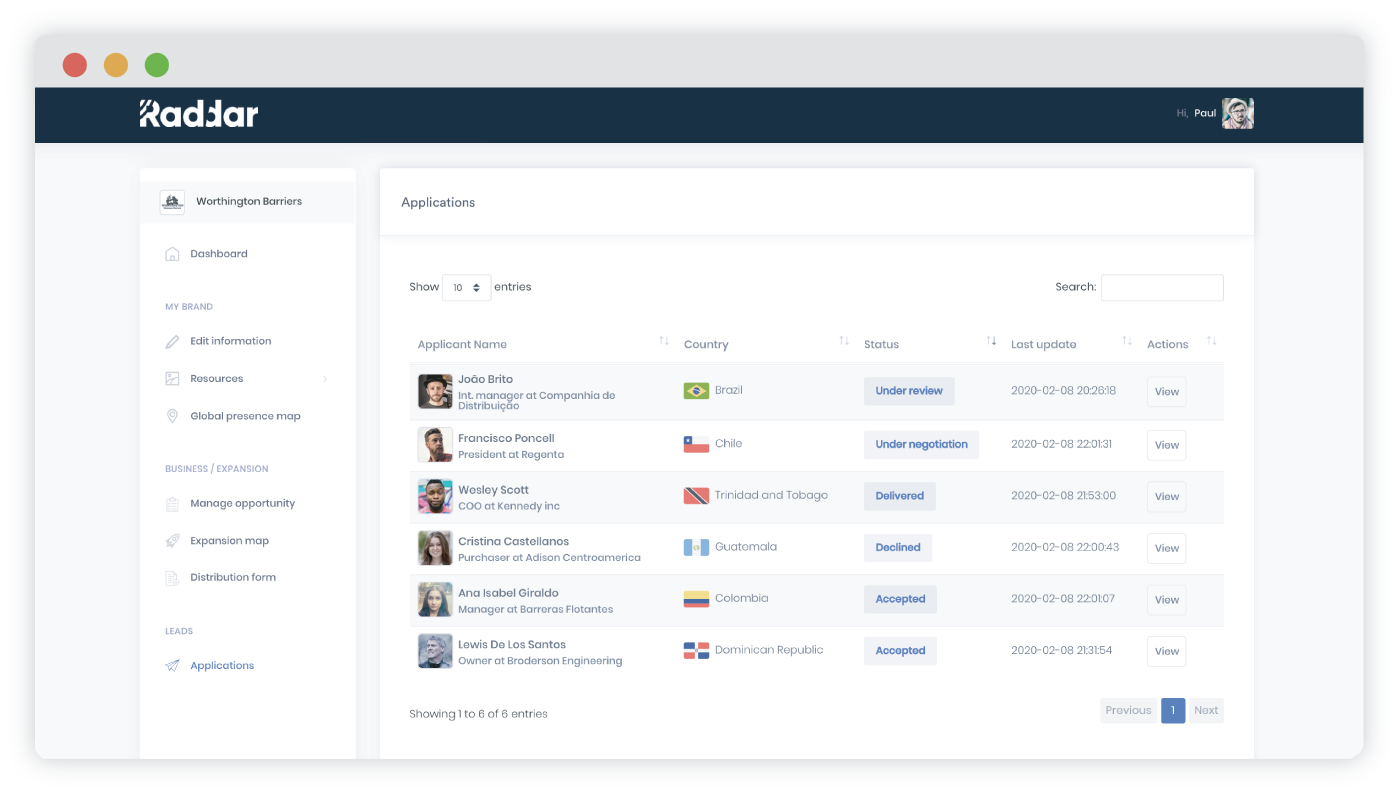 Raddar
Hi, Paul
Worthington Barriers
Dashboard
MY BRAND
Edit information
Resources
Global presence map
BUSINESS / EXPANSION
Manage opportunity
Expansion map
Distribution form
LEADS
Applications
Applications
Show 10 entries
Search:
Applicant Name Country Status Last update Actions
João Brito
Int. manager at Companhia de
Distribuição
Brazil Under review 2020-02-08 20:26:18 View
Francisco Poncell
President at Regenta
Chile Under negotiation 2020-02-08 22:01:31 View
Wesley Scott
COO at Kennedy inc
Trinidad and Tobago Delivered 2020-02-08 21:53:00 View
Cristina Castellanos
Purchaser at Adison Centroamerica
Guatemala Declined 2020-02-08 22:00:43 View
Ana Isabel Giraldo
Manager at Barreras Flotantes
Colombia Accepted 2020-02-08 22:01:07 View
Lewis De Los Santos
Owner at Broderson Engineering
Dominican Republic Accepted 2020-02-08 21:31:54 View
Showing 1 to 6 of 6 entries
Previous 1 Next